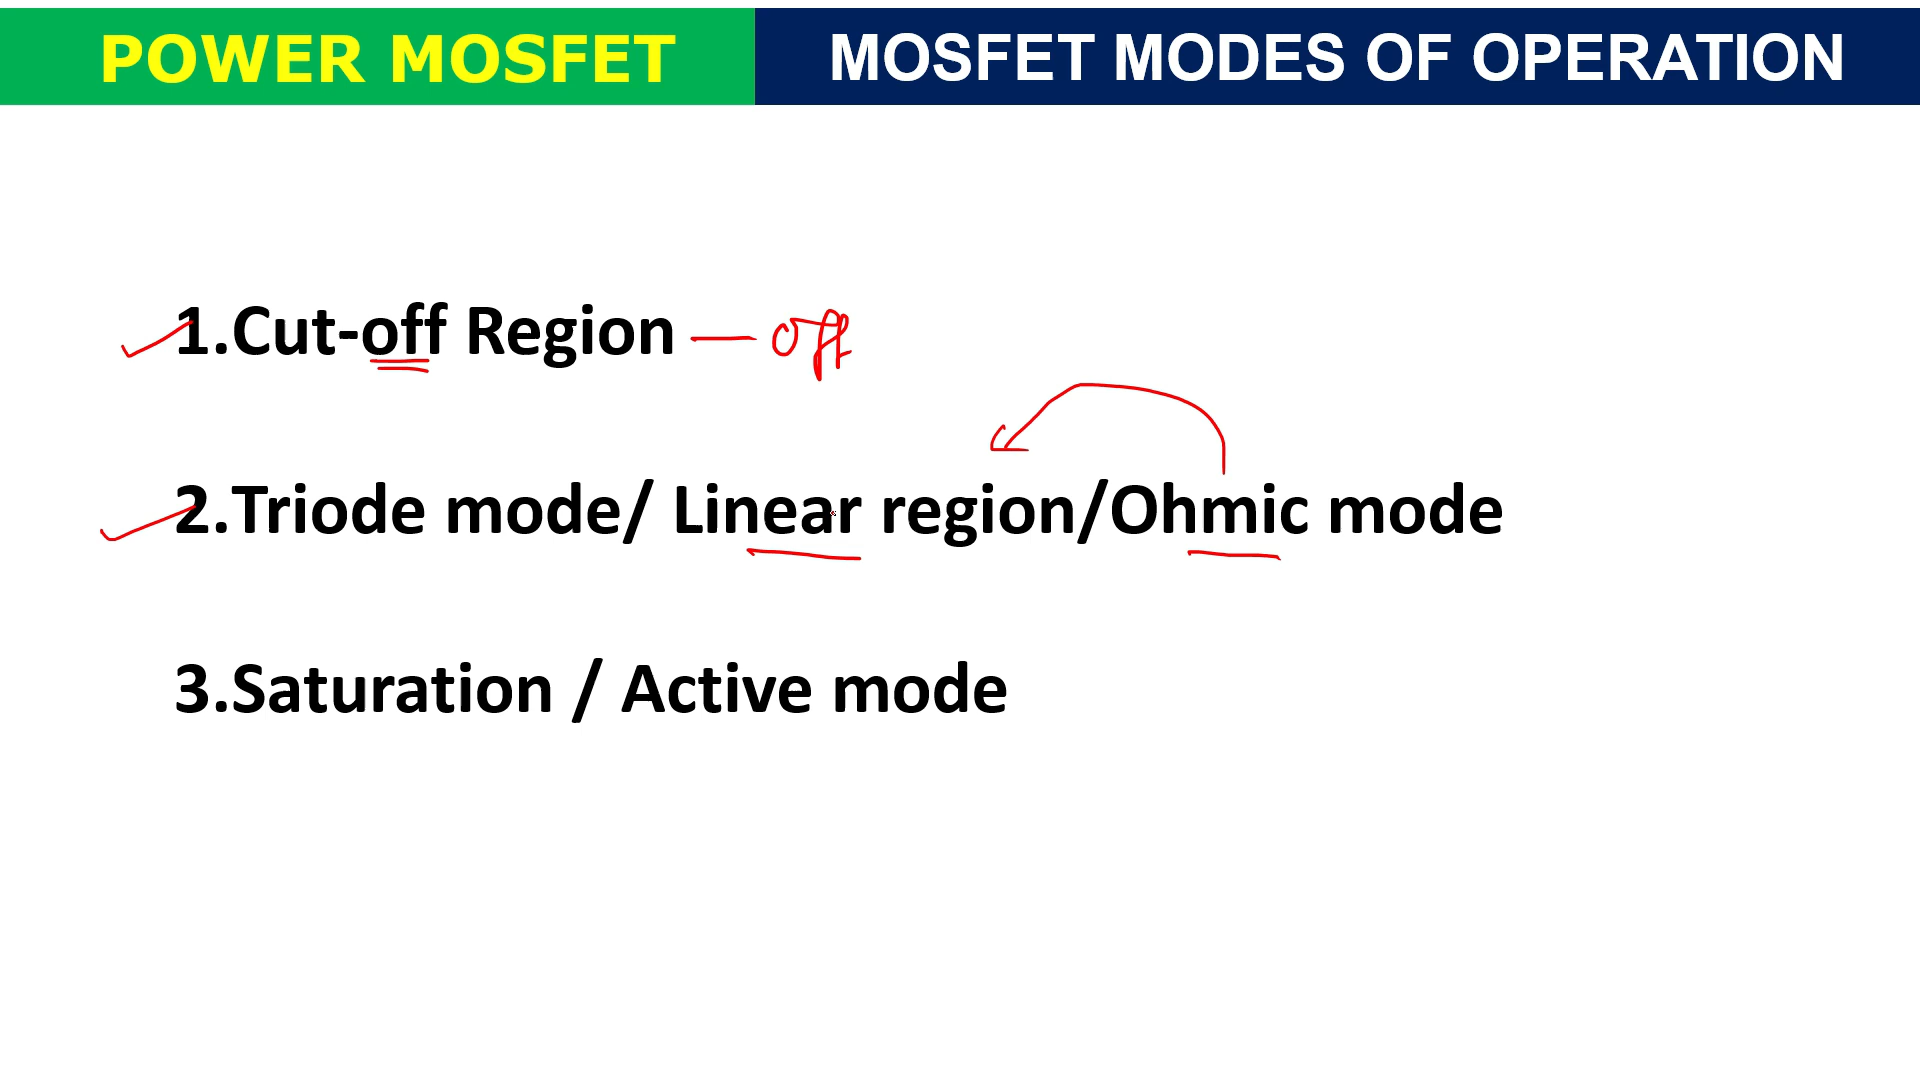 POWER MOSFET
MOSFET MODES OF OPERATION
1.Cut-off Region — off
2.Triode mode/ Linear region/Ohmic mode
3.Saturation / Active mode